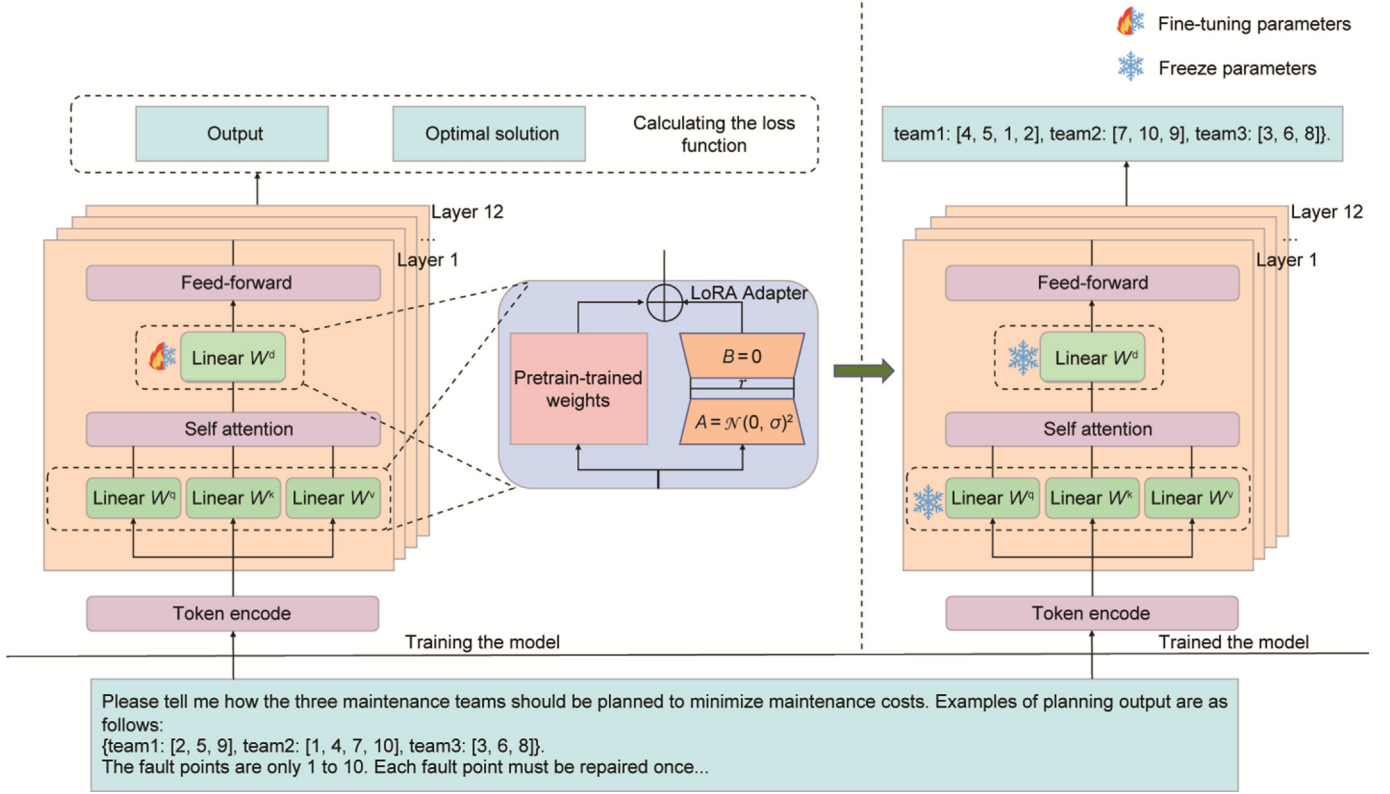 Fine-tuning parameters
Freeze parameters
Output
Optimal solution
Calculating the loss
function
Layer 12
...
Layer 1
Feed-forward
Linear Wᵈ
Self attention
Linear W^q
Linear Wᵏ
Linear Wᵛ
Token encode
Training the model
LoRA Adapter
Pretrain-trained
weights
B = 0
r
A = 𝒩(0, σ)²
team1: [4, 5, 1, 2], team2: [7, 10, 9], team3: [3, 6, 8]}.
Layer 12
...
Layer 1
Feed-forward
Linear Wᵈ
Self attention
Linear W^q
Linear Wᵏ
Linear Wᵛ
Token encode
Trained the model
Please tell me how the three maintenance teams should be planned to minimize maintenance costs. Examples of planning output are as
follows:
{team1: [2, 5, 9], team2: [1, 4, 7, 10], team3: [3, 6, 8]}.
The fault points are only 1 to 10. Each fault point must be repaired once...